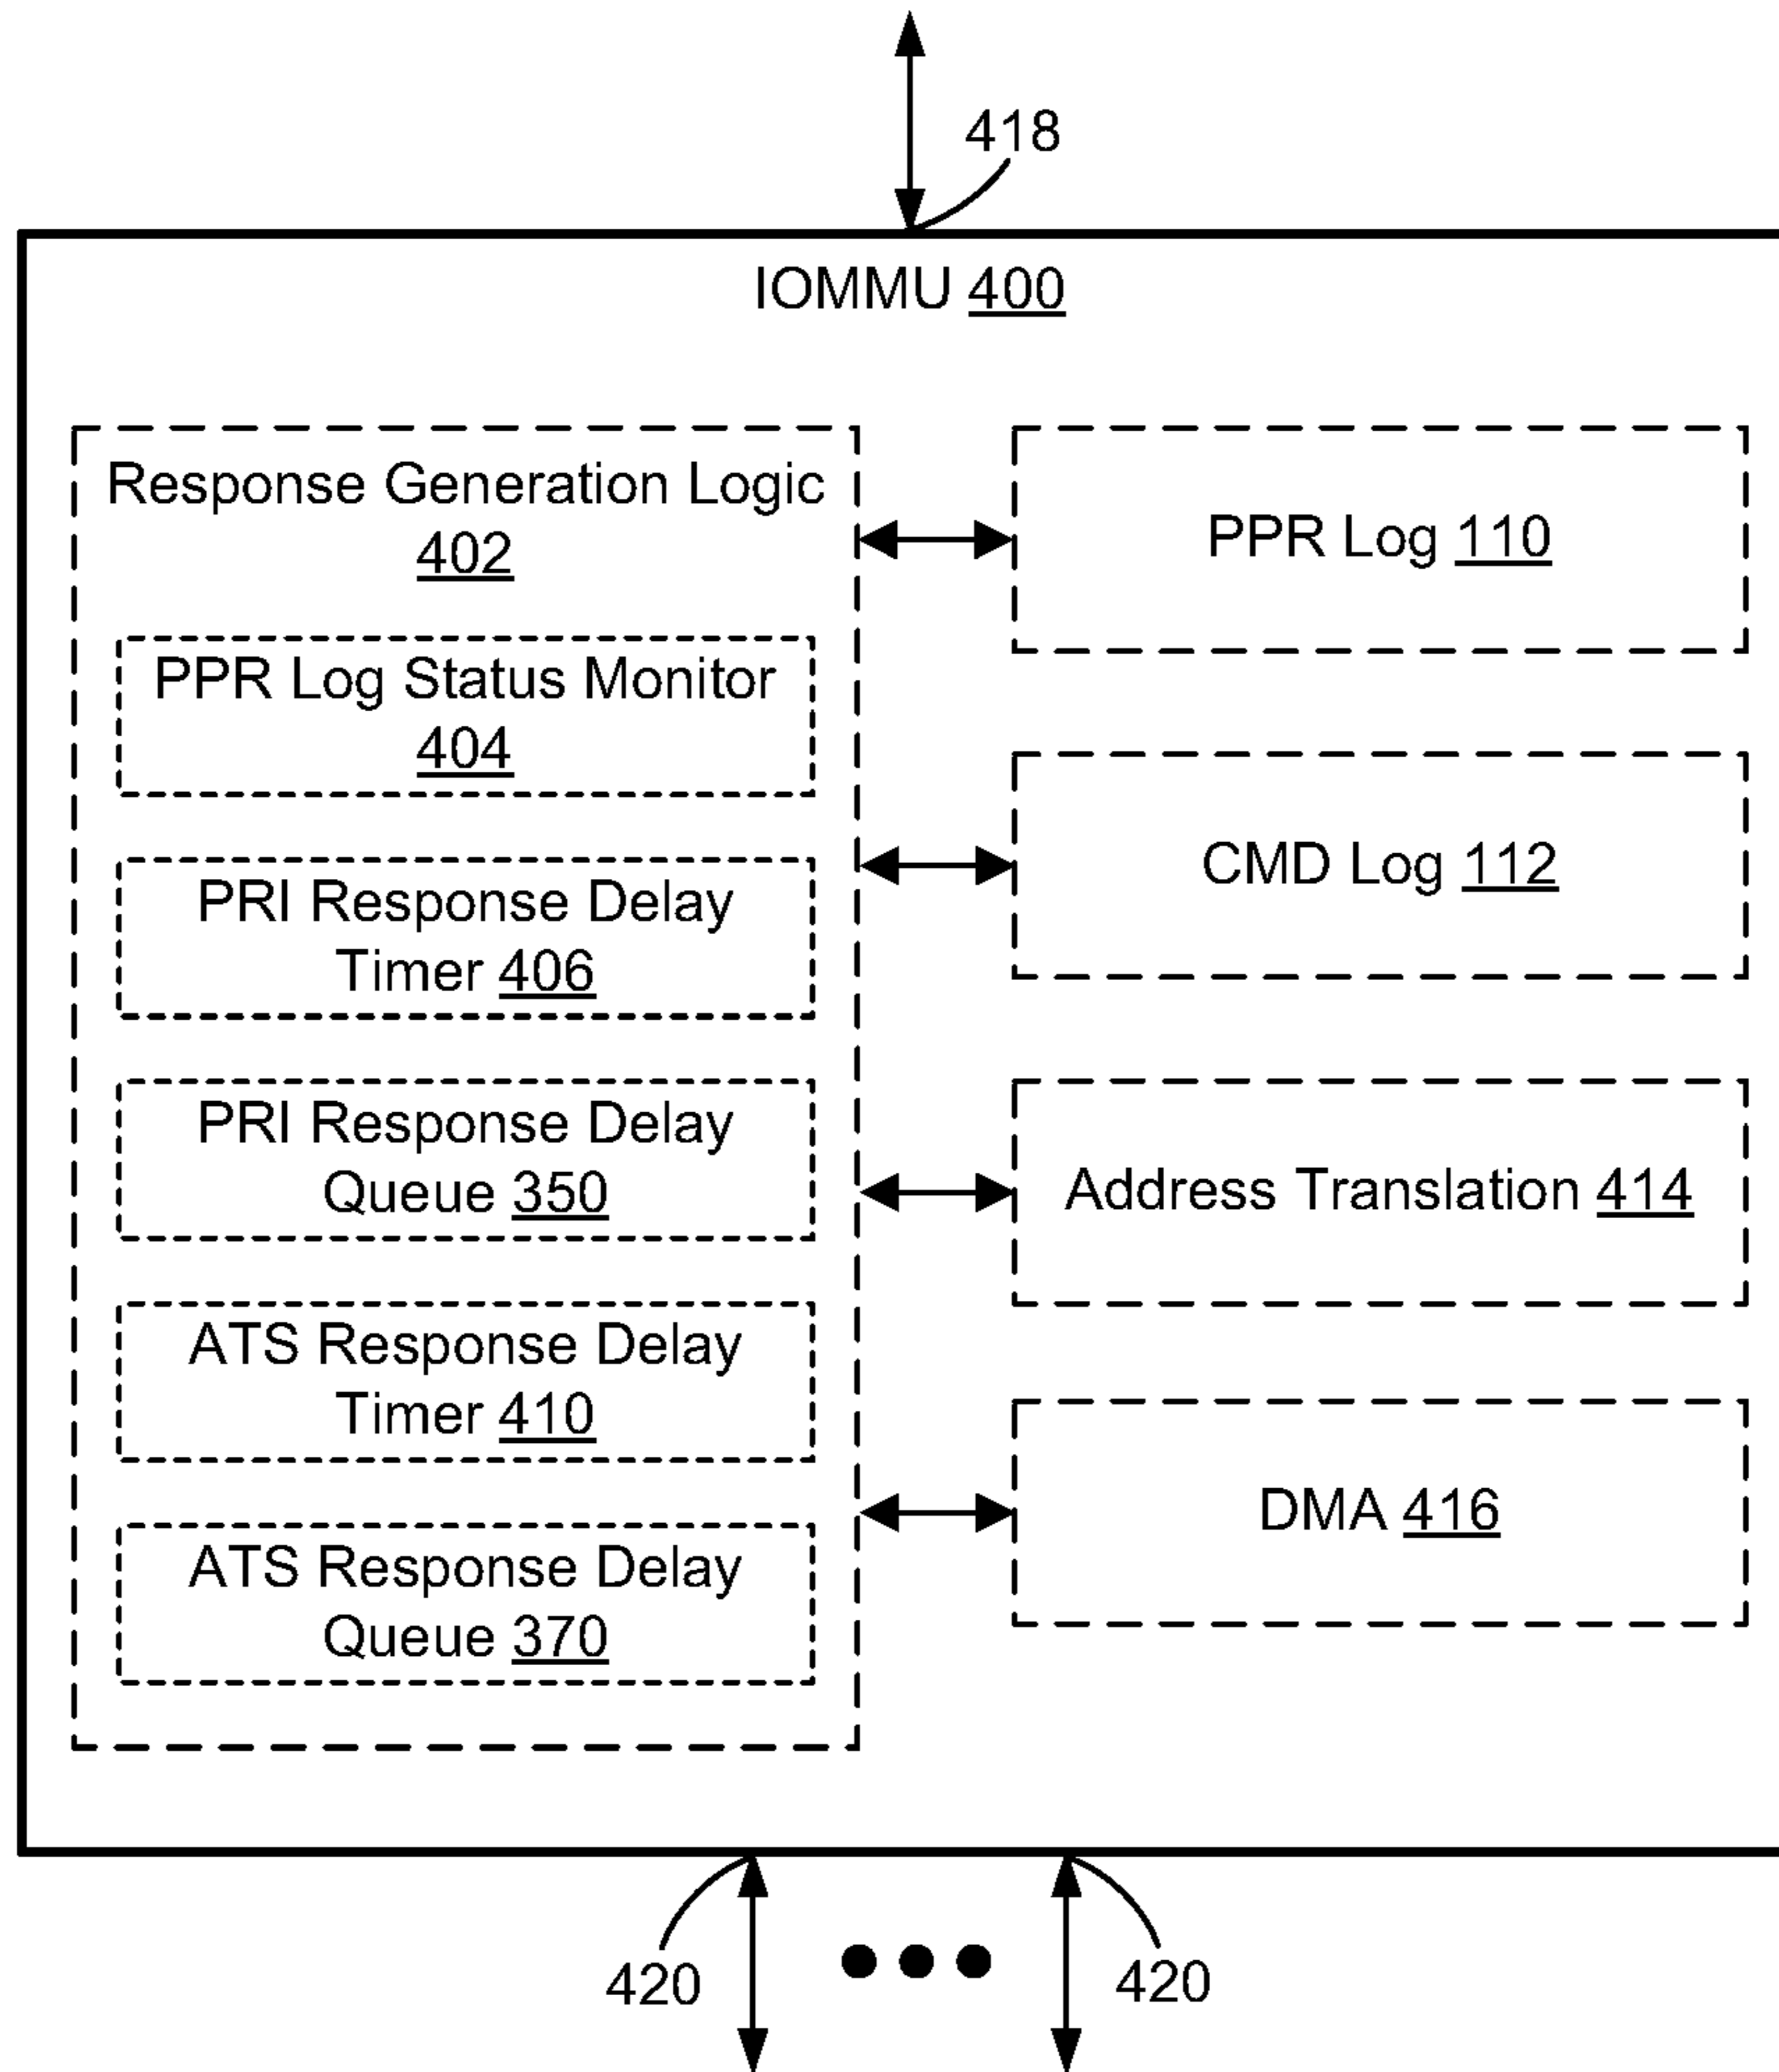 418
IOMMU 400
Response Generation Logic
402
PPR Log Status Monitor
404
PRI Response Delay
Timer 406
PRI Response Delay
Queue 350
ATS Response Delay
Timer 410
ATS Response Delay
Queue 370
PPR Log 110
CMD Log 112
Address Translation 414
DMA 416
420
420